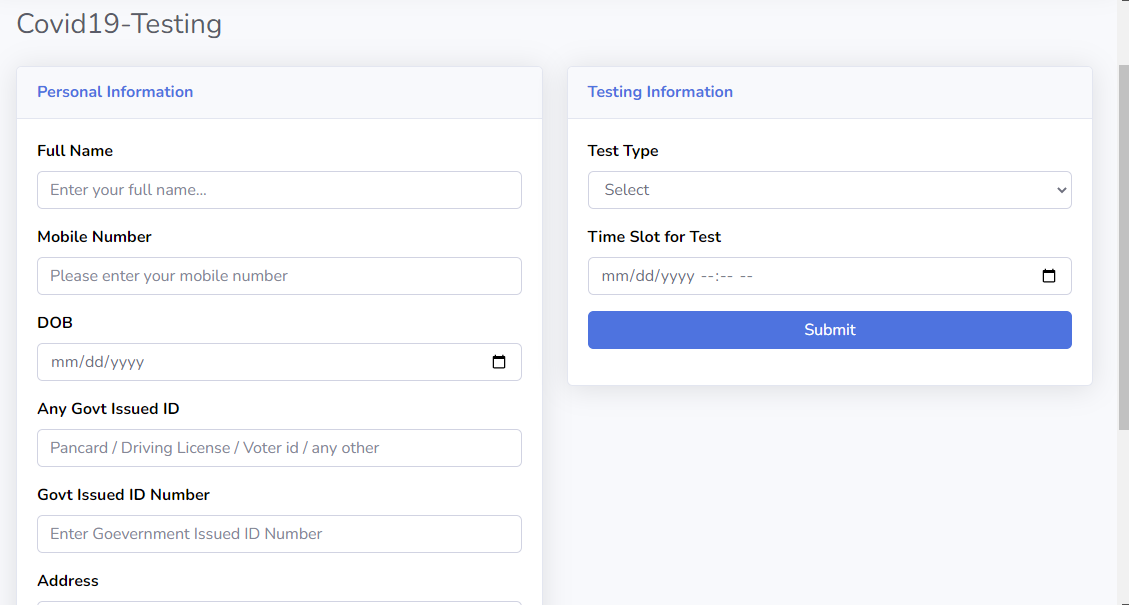 Covid19-Testing
Personal Information
Full Name
Enter your full name...
Mobile Number
Please enter your mobile number
DOB
mm/dd/yyyy
Any Govt Issued ID
Pancard / Driving License / Voter id / any other
Govt Issued ID Number
Enter Goevernment Issued ID Number
Address
Testing Information
Test Type
Select
Time Slot for Test
mm/dd/yyyy --:-- --
Submit